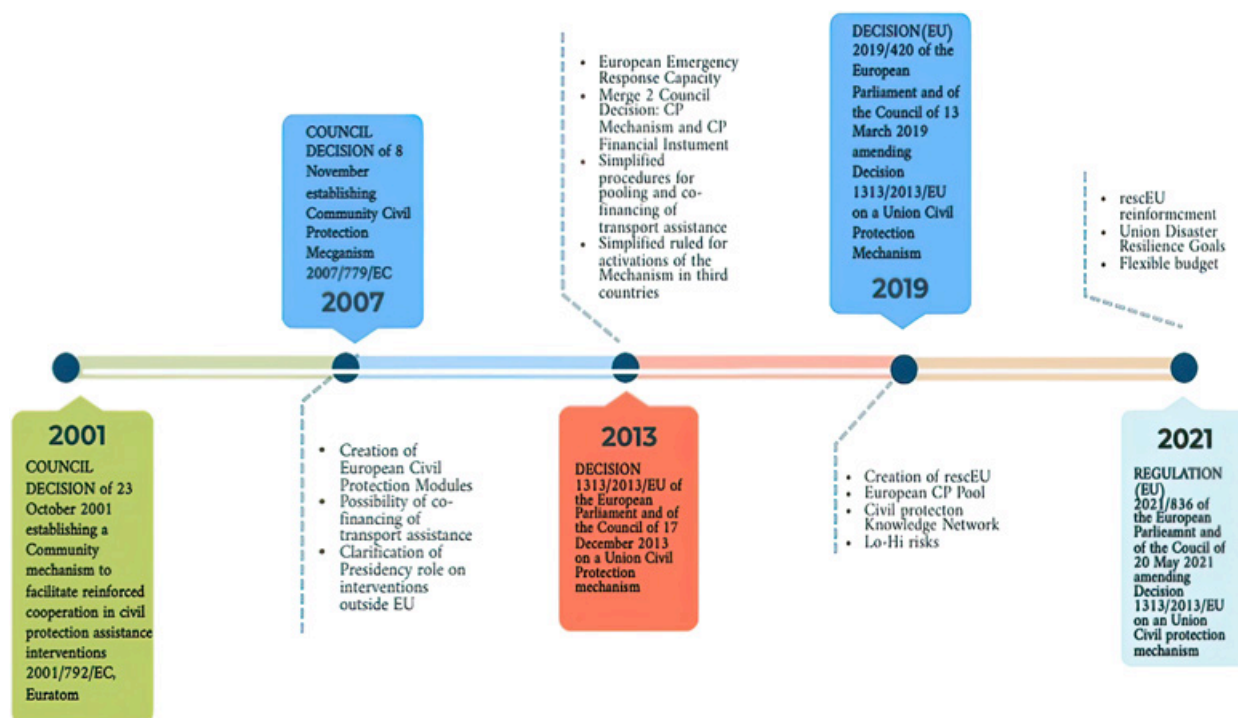 2001
COUNCIL
DECISION of 23
October 2001
establishing a
Community
mechanism to
facilitate reinforced
cooperation in civil
protection assistance
interventions
2001/792/EC,
Euratom
COUNCIL
DECISION of 8
November
establishing
Community Civil
Protection
Mecganism
2007/779/EC
2007
• Creation of
European Civil
Protection Modules
• Possibility of co-
financing of
transport assistance
• Clarification of
Presidency role on
interventions
outside EU
• European Emergency
Response Capacity
• Merge 2 Council
Decision: CP
Mechanism and CP
Financial Instument
• Simplified
procedures for
pooling and co-
financing of
transport assistance
• Simplified ruled for
activations of the
Mechanism in third
countries
2013
DECISION
1313/2013/EU of
the European
Parliament and of
the Council of 17
December 2013
on a Union Civil
Protection
mechanism
DECISION (EU)
2019/420 of the
European
Parliament and of
the Council of 13
March 2019
amending
Decision
1313/2013/EU
on a Union Civil
Protection
Mechanism
2019
• Creation of rescEU
• European CP Pool
• Civil protecton
Knowledge Network
• Lo-Hi risks
• rescEU
reinformcment
• Union Disaster
Resilience Goals
• Flexible budget
2021
REGULATION
(EU)
2021/836 of
the European
Parlieamnt and
of the Coucil of
20 May 2021
amending
Decision
1313/2013/EU
on an Union
Civil protection
mechanism